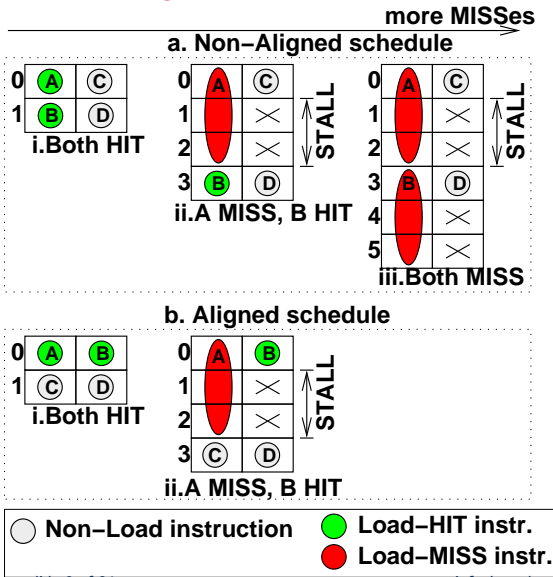 more MISSes
a. Non-Aligned schedule
0 A C
1 B D
i.Both HIT
0 A C
1
2
3 B D
STALL
ii.A MISS, B HIT
0 A C
1
2
3 B D
4
5
STALL
iii.Both MISS
b. Aligned schedule
0 A B
1 C D
i.Both HIT
0 A B
1
2
3 C D
STALL
ii.A MISS, B HIT
Non-Load instruction
Load-HIT instr.
Load-MISS instr.